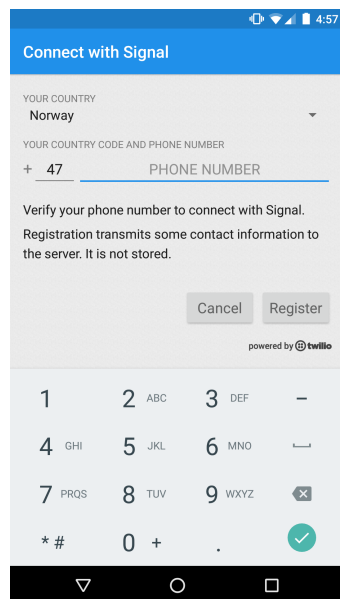 4:57
Connect with Signal
YOUR COUNTRY
Norway
YOUR COUNTRY CODE AND PHONE NUMBER
+ 47 PHONE NUMBER
Verify your phone number to connect with Signal.
Registration transmits some contact information to
the server. It is not stored.
Cancel Register
powered by twilio
1 2 ABC 3 DEF –
4 GHI 5 JKL 6 MNO
7 PRQS 8 TUV 9 WXYZ
* # 0 + .